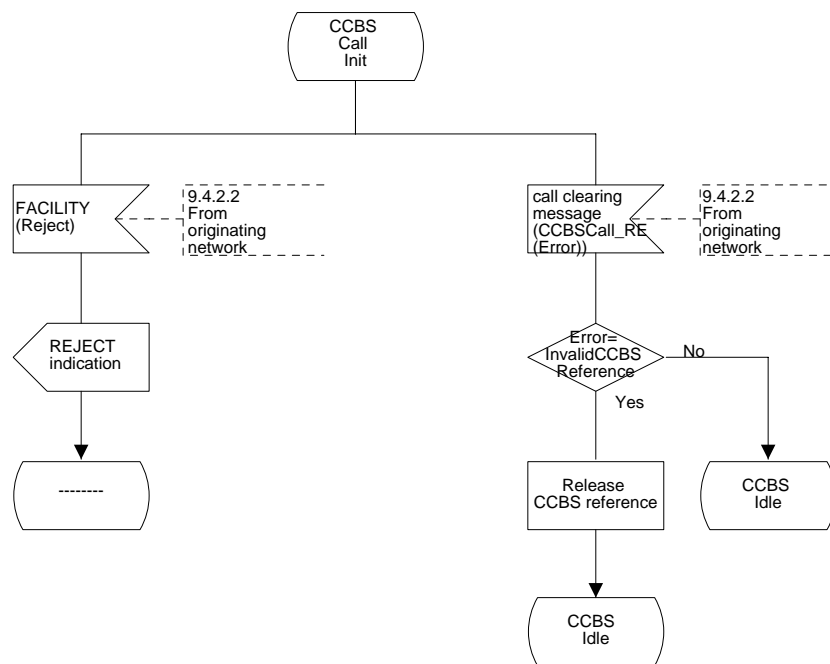 CCBS
Call
Init
FACILITY
(Reject)
9.4.2.2
From
originating
network
call clearing
message
(CCBSCall_RE
(Error))
9.4.2.2
From
originating
network
REJECT
indication
Error=
InvalidCCBS
Reference
No
Yes
--------
Release
CCBS reference
CCBS
Idle
CCBS
Idle